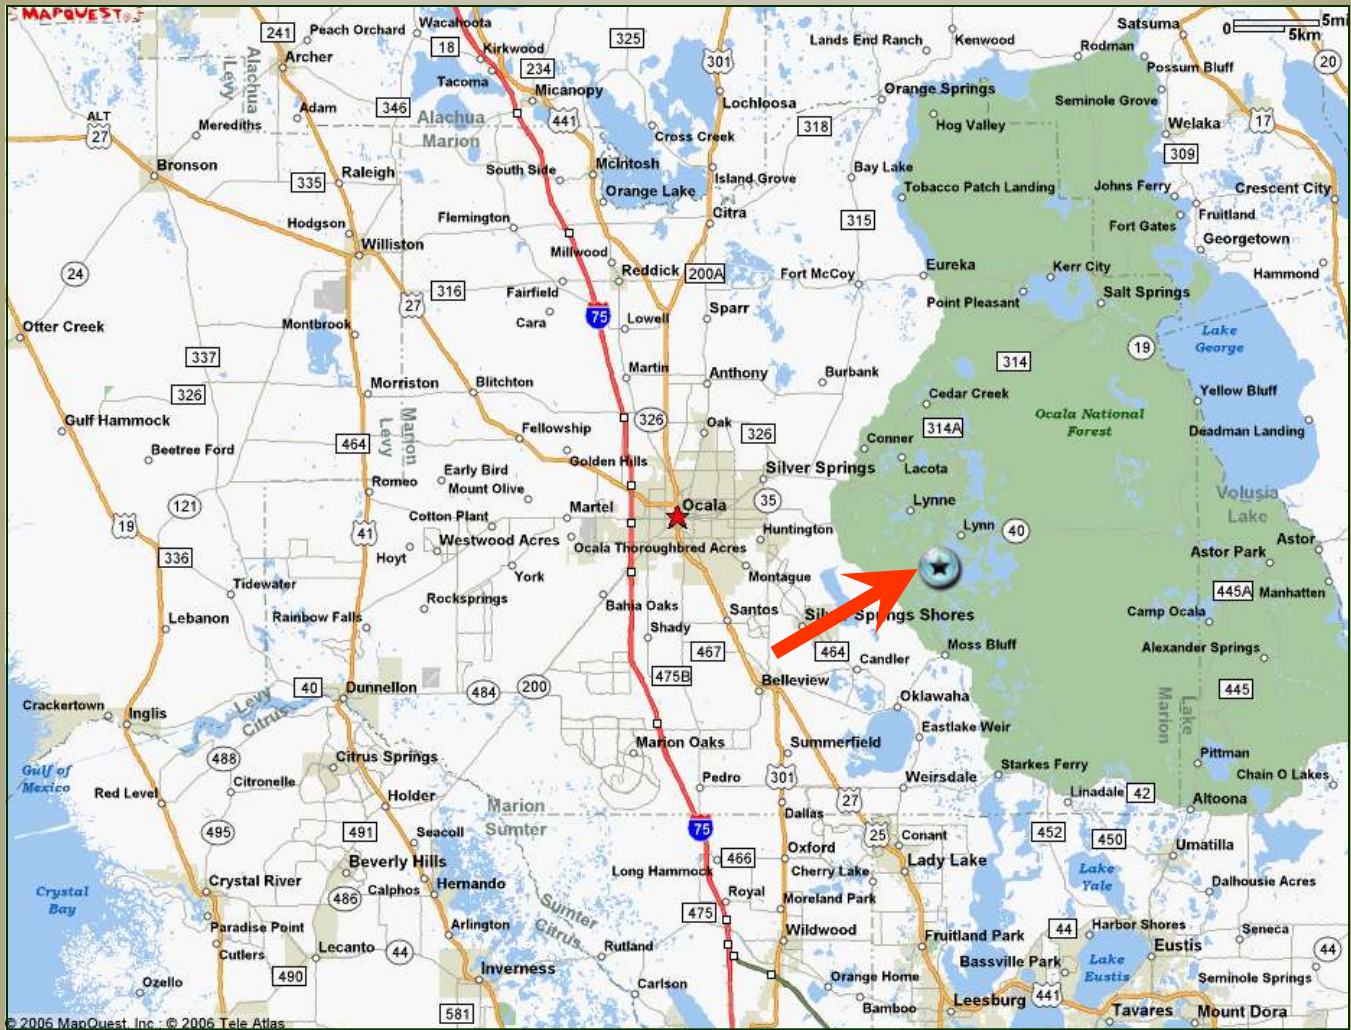 MAPQUEST
Wacahoota
Satsuma
0 5mi
5km
241
Peach Orchard
18
Kirkwood
325
Lands End Ranch
Kenwood
Rodman
Archer
234
301
Possum Bluff
20
Alachua
Levy
Tacoma
Micanopy
Orange Springs
Seminole Grove
Adam
346
Lochloosa
ALT
27
Merediths
Alachua
Marion
441
318
Hog Valley
Welaka
17
Cross Creek
309
Bronson
McIntosh
South Side
Bay Lake
335
Raleigh
Island Grove
Orange Lake
Tobacco Patch Landing
Johns Ferry
Crescent City
Hodgson
Flemington
Citra
315
Fort Gates
Fruitland
Williston
Millwood
Georgetown
24
Reddick
200A
Fort McCoy
Eureka
Kerr City
Hammond
316
Fairfield
Point Pleasant
Salt Springs
27
Cara
75
Lowell
Sparr
Otter Creek
Montbrook
Lake
George
337
19
314
Martin
Anthony
Burbank
326
Morriston
Blitchton
Cedar Creek
Yellow Bluff
Gulf Hammock
Marion
Levy
326
Oak
Ocala National
Forest
464
Fellowship
326
Conner
314A
Deadman Landing
Beetree Ford
Golden Hills
Silver Springs
Lacota
Early Bird
Romeo
Mount Olive
35
Lynne
Volusia
Lake
121
Martel
Ocala
19
Cotton Plant
Lynn
40
41
Westwood Acres
Huntington
Astor
336
Hoyt
Ocala Thoroughbred Acres
Astor Park
York
Montague
Tidewater
445A
Manhatten
Rocksprings
Bahia Oaks
Santos
Silver Springs Shores
Camp Ocala
Lebanon
Rainbow Falls
Shady
467
464
Moss Bluff
Alexander Springs
Candler
475B
Belleview
445
40
Dunnellon
484
200
Oklawaha
Marion
Lake
Crackertown
Inglis
Levy
Citrus
Eastlake Weir
488
Citrus Springs
Marion Oaks
Summerfield
Pittman
Gulf of
Mexico
Starkes Ferry
Citronelle
Pedro
301
Weirsdale
Chain O Lakes
Red Level
Holder
Marion
Sumter
27
Linadale
42
Altoona
Dallas
495
491
Seacoll
75
25
Conant
452
450
Umatilla
Beverly Hills
466
Oxford
Lady Lake
Crystal River
Calphos
Hernando
Long Hammock
Cherry Lake
Lake
Yale
Dalhousie Acres
Crystal
Bay
486
Royal
Moreland Park
Sumter
Citrus
475
Paradise Point
Arlington
Wildwood
Fruitland Park
44
Harbor Shores
Seneca
Cutlers
Lecanto
44
Rutland
Eustis
44
Bassville Park
Lake
Eustis
490
Inverness
Orange Home
Seminole Springs
Ozello
Carlson
441
Leesburg
Bamboo
581
Tavares
Mount Dora
© 2006 MapQuest, Inc.; © 2006 Tele Atlas